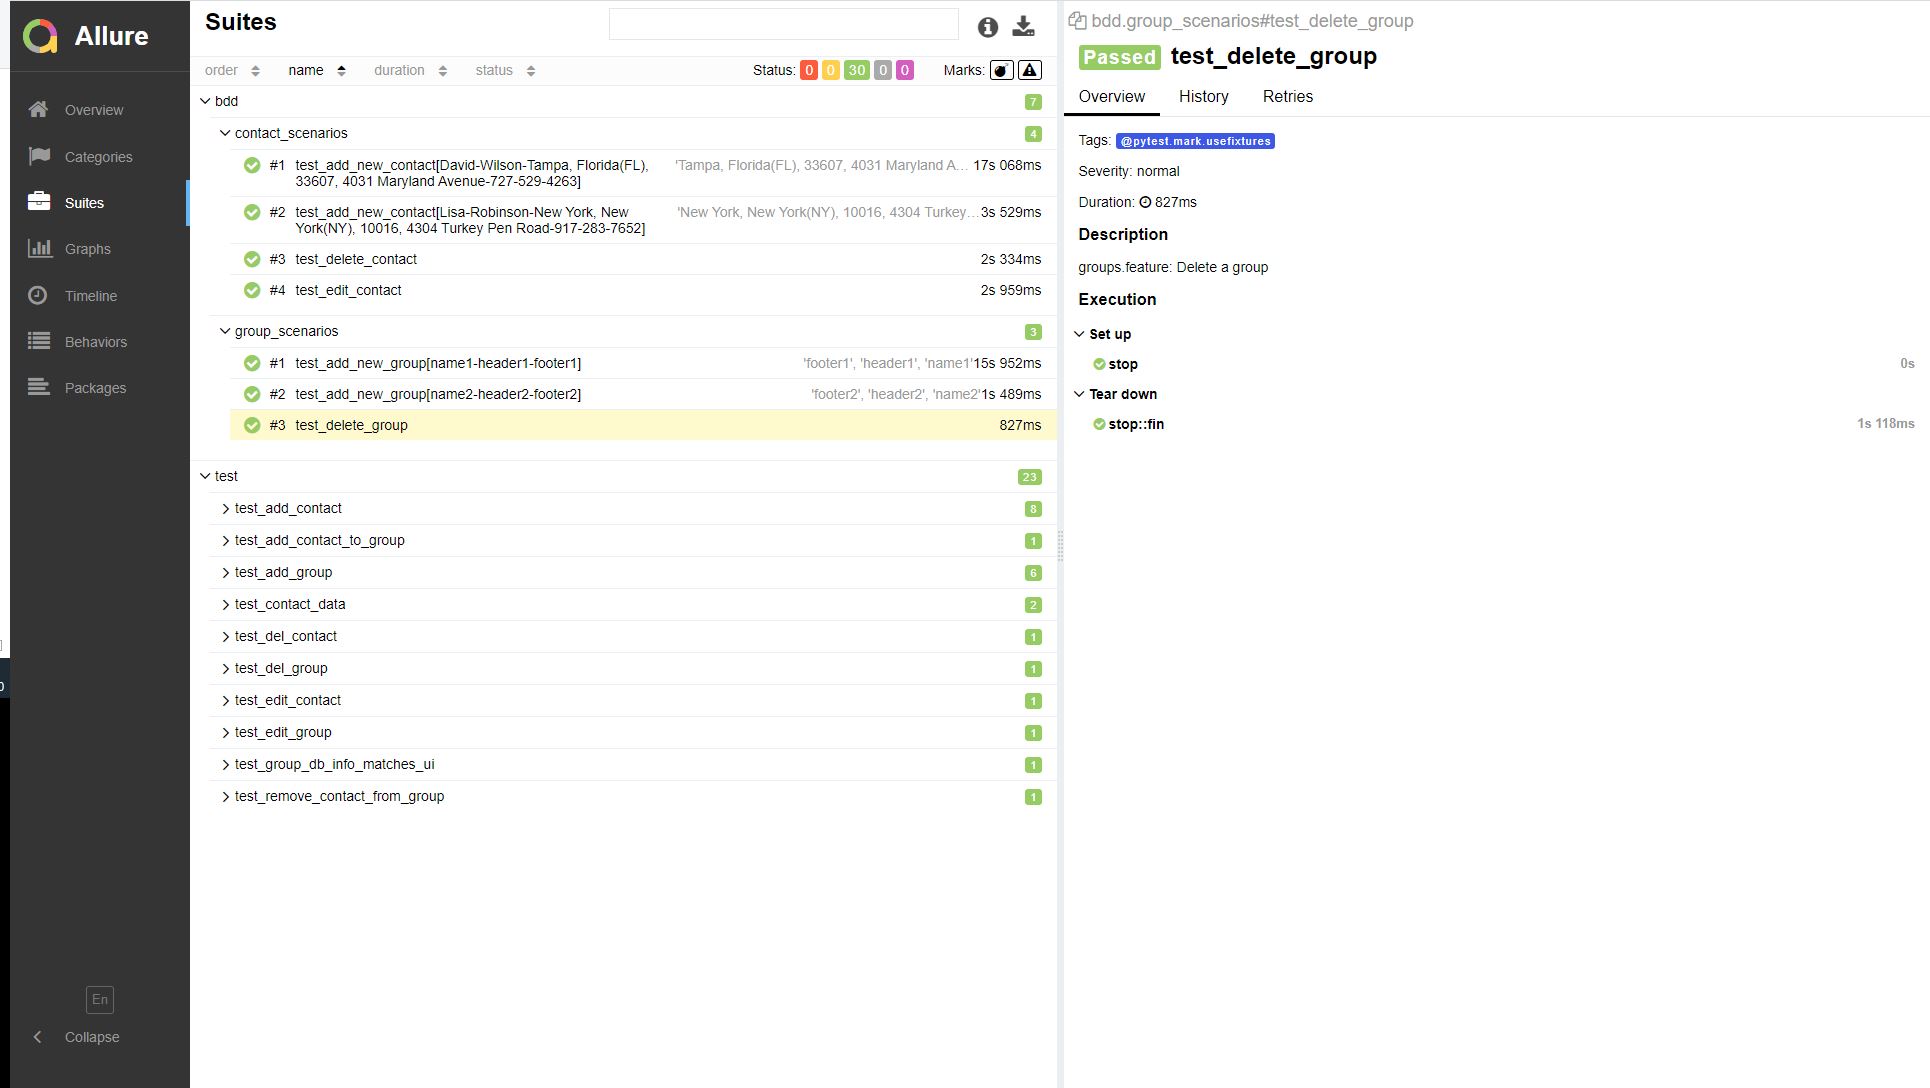 Allure
Overview
Categories
Suites
Graphs
Timeline
Behaviors
Packages
En
Collapse
Suites
order name duration status Status: 0 0 30 0 0 Marks:
bdd 7
contact_scenarios 4
#1 test_add_new_contact[David-Wilson-Tampa, Florida(FL), 'Tampa, Florida(FL), 33607, 4031 Maryland A... 17s 068ms
33607, 4031 Maryland Avenue-727-529-4263]
#2 test_add_new_contact[Lisa-Robinson-New York, New 'New York, New York(NY), 10016, 4304 Turkey... 3s 529ms
York(NY), 10016, 4304 Turkey Pen Road-917-283-7652]
#3 test_delete_contact 2s 334ms
#4 test_edit_contact 2s 959ms
group_scenarios 3
#1 test_add_new_group[name1-header1-footer1] 'footer1', 'header1', 'name1' 15s 952ms
#2 test_add_new_group[name2-header2-footer2] 'footer2', 'header2', 'name2' 1s 489ms
#3 test_delete_group 827ms
test 23
test_add_contact 8
test_add_contact_to_group 1
test_add_group 6
test_contact_data 2
test_del_contact 1
test_del_group 1
test_edit_contact 1
test_edit_group 1
test_group_db_info_matches_ui 1
test_remove_contact_from_group 1
bdd.group_scenarios#test_delete_group
Passed test_delete_group
Overview History Retries
Tags: @pytest.mark.usefixtures
Severity: normal
Duration: 827ms
Description
groups.feature: Delete a group
Execution
Set up
stop 0s
Tear down
stop::fin 1s 118ms